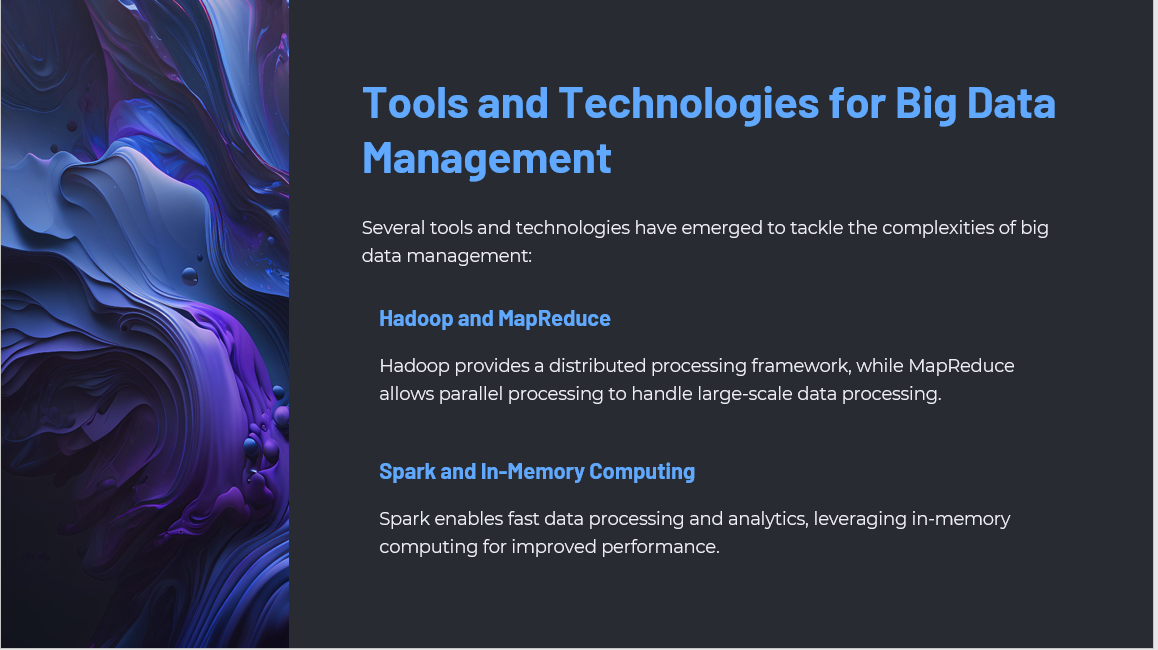 Tools and Technologies for Big Data
Management
Several tools and technologies have emerged to tackle the complexities of big
data management:
Hadoop and MapReduce
Hadoop provides a distributed processing framework, while MapReduce
allows parallel processing to handle large-scale data processing.
Spark and In-Memory Computing
Spark enables fast data processing and analytics, leveraging in-memory
computing for improved performance.